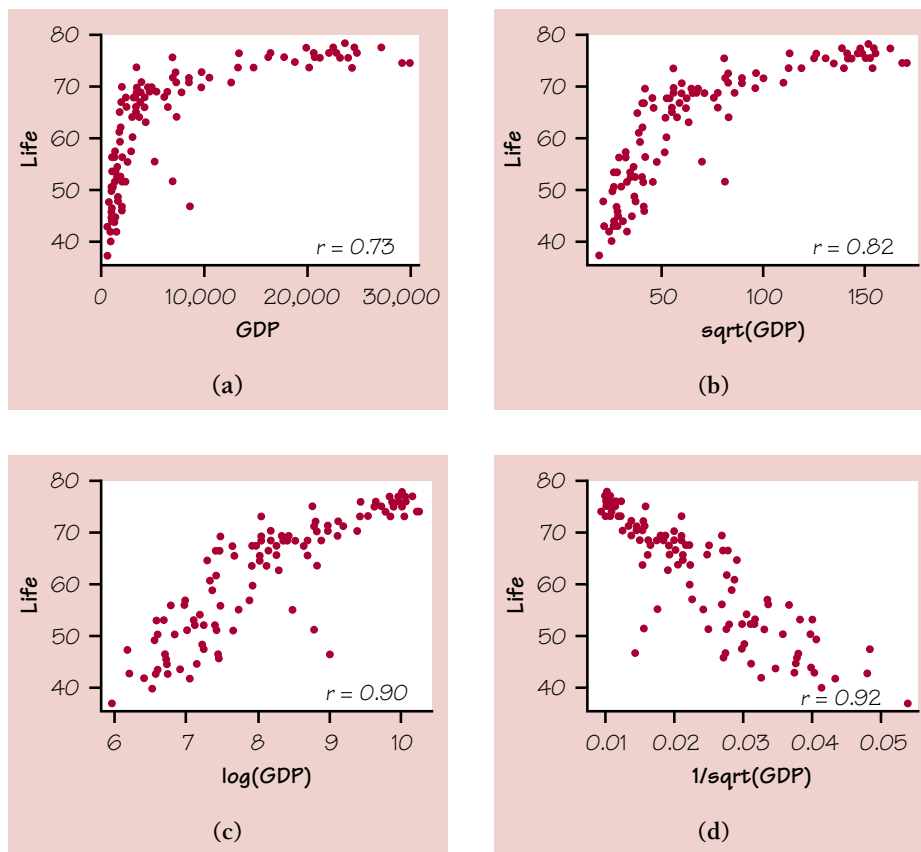 80
70
60
50
40
Life
r = 0.73
0 10,000 20,000 30,000
GDP
(a)
80
70
60
50
40
Life
r = 0.82
50 100 150
sqrt(GDP)
(b)
80
70
60
50
40
Life
r = 0.90
6 7 8 9 10
log(GDP)
(c)
80
70
60
50
40
Life
r = 0.92
0.01 0.02 0.03 0.04 0.05
1/sqrt(GDP)
(d)